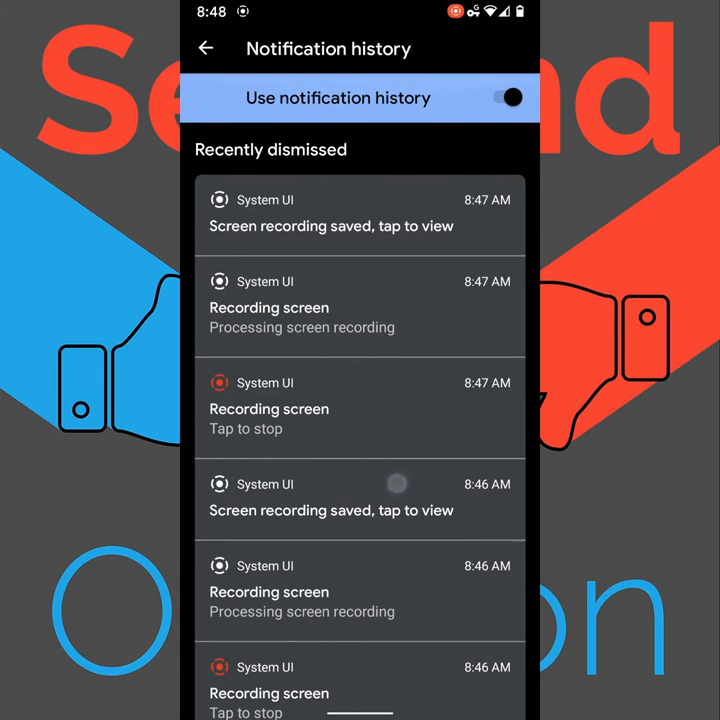 8:48
Notification history
Use notification history
Recently dismissed
System UI 8:47 AM
Screen recording saved, tap to view
System UI 8:47 AM
Recording screen
Processing screen recording
System UI 8:47 AM
Recording screen
Tap to stop
System UI 8:46 AM
Screen recording saved, tap to view
System UI 8:46 AM
Recording screen
Processing screen recording
System UI 8:46 AM
Recording screen
Tap to stop